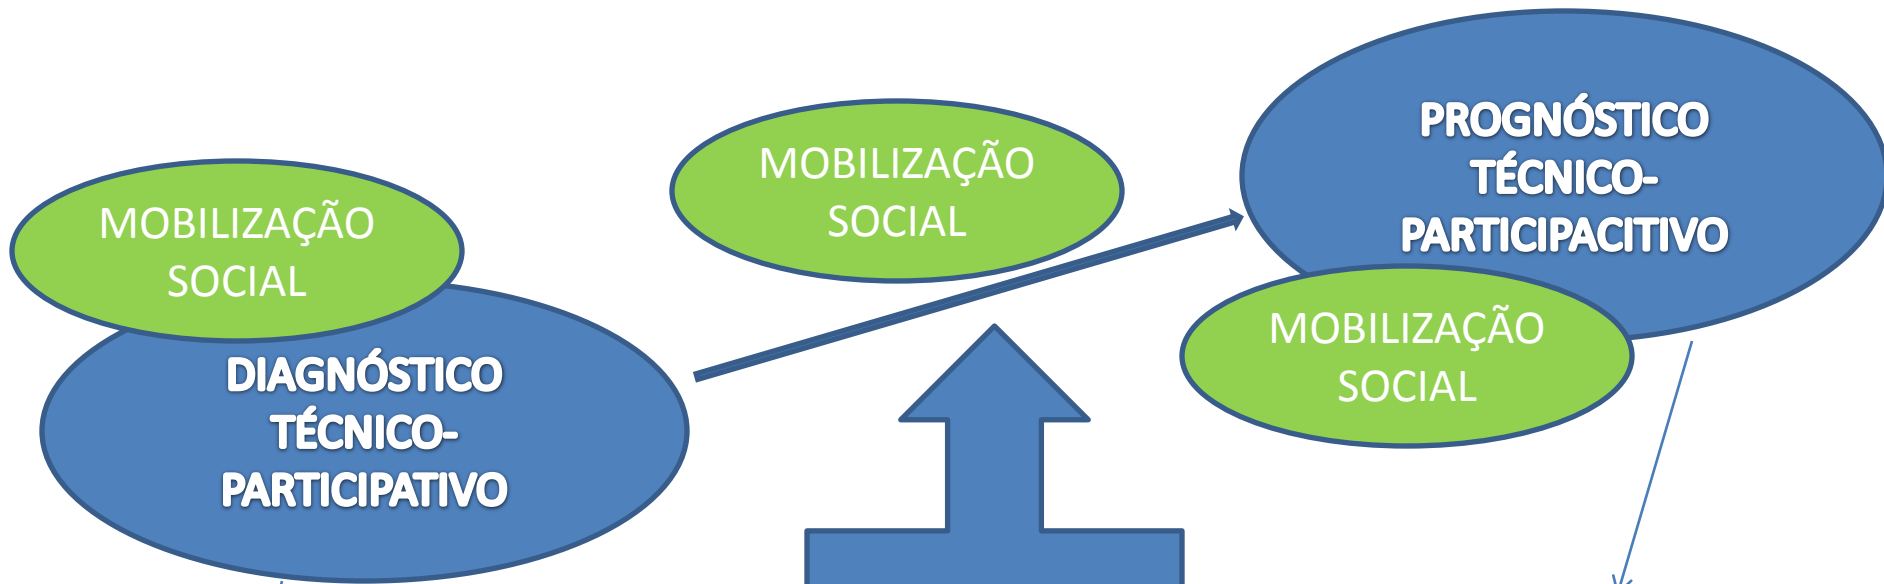 MOBILIZAÇÃO
SOCIAL
DIAGNÓSTICO
TÉCNICO-
PARTICIPATIVO
MOBILIZAÇÃO
SOCIAL
PROGNÓSTICO
TÉCNICO-
PARTICIPACITIVO
MOBILIZAÇÃO
SOCIAL